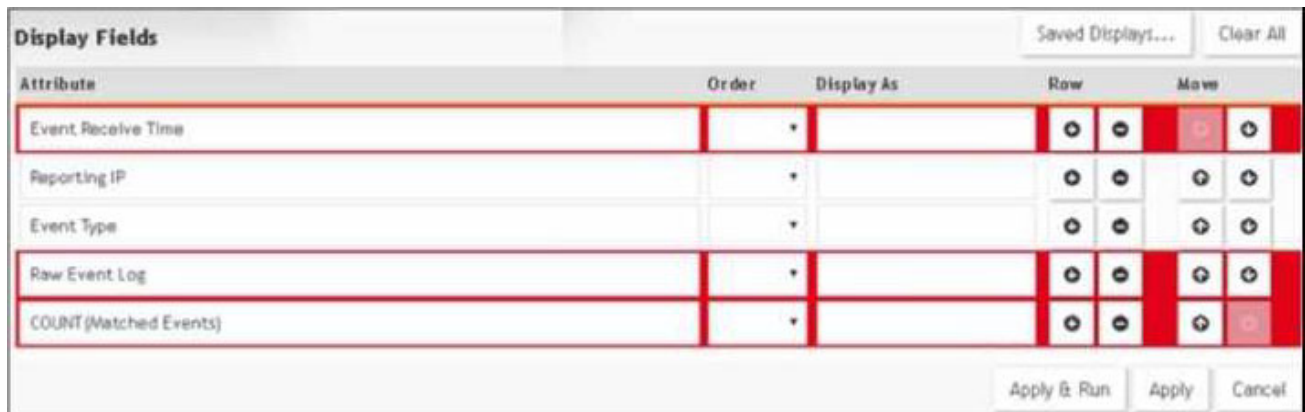 Display Fields Saved Displays... Clear All
Attribute Order Display As Row Move
Event Receive Time
Reporting IP
Event Type
Raw Event Log
COUNT(Matched Events)
Apply & Run Apply Cancel